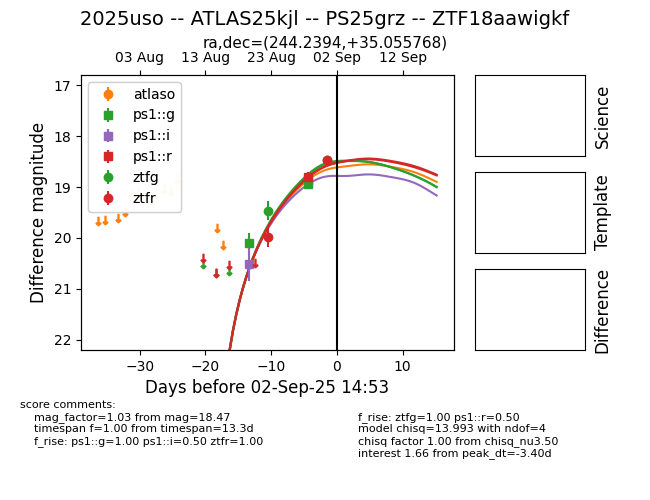 2025uso -- ATLAS25kjl -- PS25grz -- ZTF18aawigkf
ra,dec=(244.2394,+35.055768)
03 Aug 13 Aug 23 Aug 02 Sep 12 Sep
17
18
19
20
21
22
Difference magnitude
atlaso
ps1::g
ps1::i
ps1::r
ztfg
ztfr
−30 −20 −10 0 10
Days before 02-Sep-25 14:53
Science
Template
Difference
score comments:
mag_factor=1.03 from mag=18.47
timespan f=1.00 from timespan=13.3d
f_rise: ps1::g=1.00 ps1::i=0.50 ztfr=1.00
f_rise: ztfg=1.00 ps1::r=0.50
model chisq=13.993 with ndof=4
chisq factor 1.00 from chisq_nu3.50
interest 1.66 from peak_dt=-3.40d